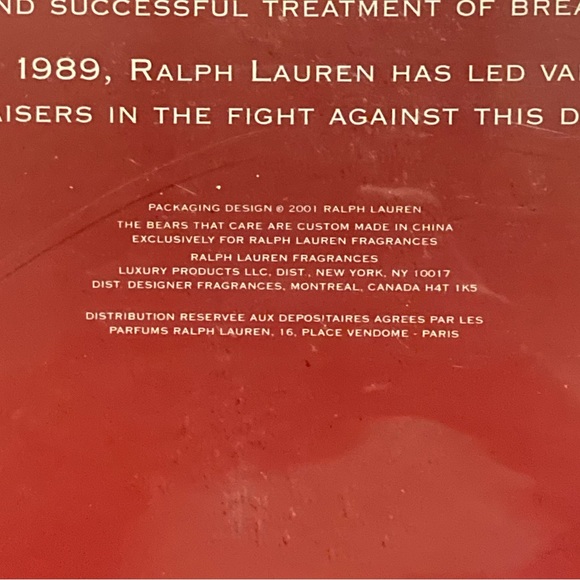 ND SUCCESSFUL TREATMENT OF BREA
1989, RALPH LAUREN HAS LED VA
AISERS IN THE FIGHT AGAINST THIS D
PACKAGING DESIGN © 2001 RALPH LAUREN
THE BEARS THAT CARE ARE CUSTOM MADE IN CHINA
EXCLUSIVELY FOR RALPH LAUREN FRAGRANCES
RALPH LAUREN FRAGRANCES
LUXURY PRODUCTS LLC, DIST., NEW YORK, NY 10017
DIST. DESIGNER FRAGRANCES, MONTREAL, CANADA H4T 1K5
DISTRIBUTION RESERVÉE AUX DEPOSITAIRES AGREES PAR LES
PARFUMS RALPH LAUREN, 16, PLACE VENDOME - PARIS